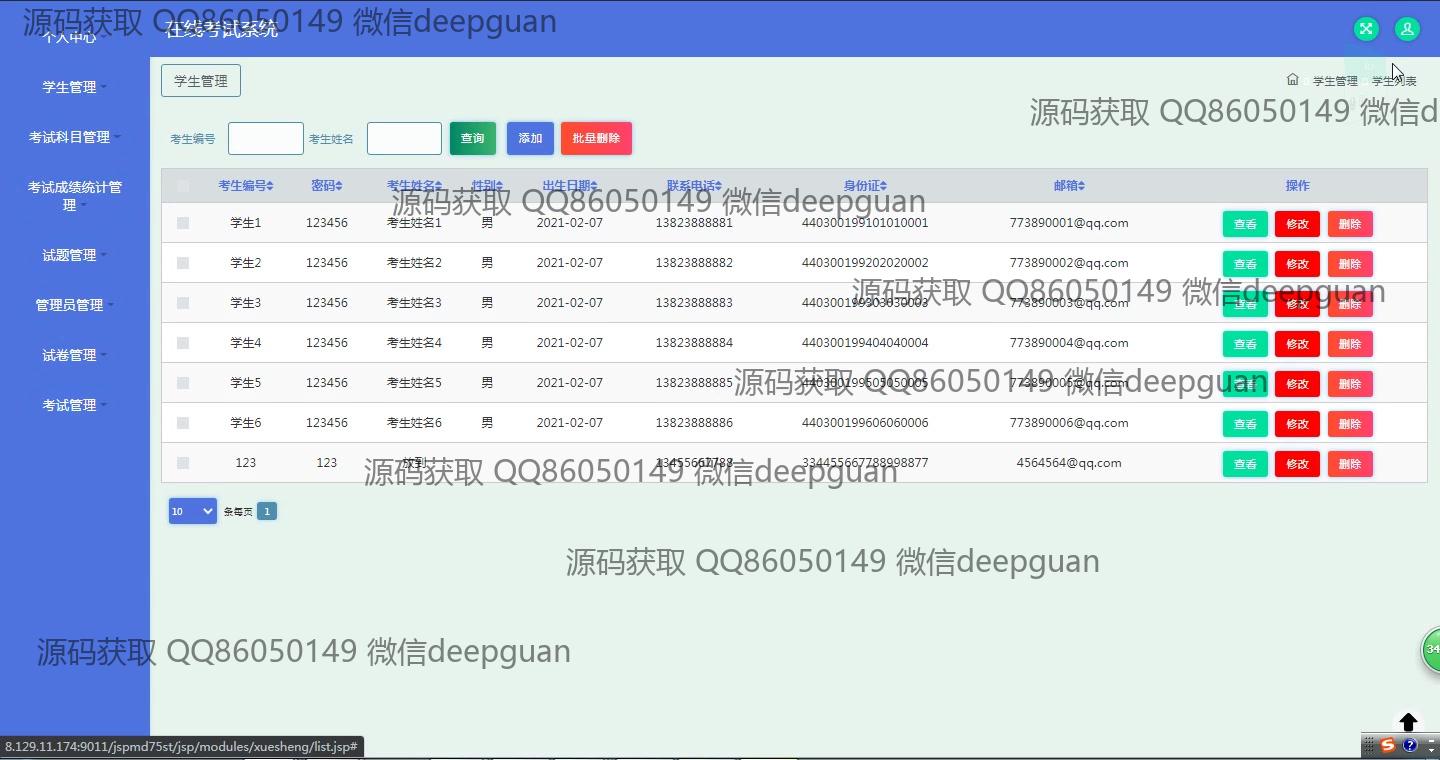 源码获取 QQ86050149 微信deepguan
个人中心
在线考试系统
学生管理
考试科目管理
考试成绩统计管理
试题管理
管理员管理
试卷管理
考试管理
学生管理
学生管理 学生列表
源码获取 QQ86050149 微信d
考生编号 考生姓名 查询 添加 批量删除
考生编号 密码 考生姓名 性别 出生日期 联系电话 身份证 邮箱 操作
源码获取 QQ86050149 微信deepguan
学生1 123456 考生姓名1 男 2021-02-07 13823888881 440300199101010001 773890001@qq.com 查看 修改 删除
学生2 123456 考生姓名2 男 2021-02-07 13823888882 440300199202020002 773890002@qq.com 查看 修改 删除
源码获取 QQ86050149 微信deepguan
学生3 123456 考生姓名3 男 2021-02-07 13823888883 440300199303030003 773890003@qq.com 查看 修改 删除
学生4 123456 考生姓名4 男 2021-02-07 13823888884 440300199404040004 773890004@qq.com 查看 修改 删除
源码获取 QQ86050149 微信deepguan
学生5 123456 考生姓名5 男 2021-02-07 13823888885 440300199505050005 773890005@qq.com 查看 修改 删除
学生6 123456 考生姓名6 男 2021-02-07 13823888886 440300199606060006 773890006@qq.com 查看 修改 删除
123 123 放到 13455667788 334455667788998877 4564564@qq.com 查看 修改 删除
源码获取 QQ86050149 微信deepguan
10 条每页 1
源码获取 QQ86050149 微信deepguan
源码获取 QQ86050149 微信deepguan
34
8.129.11.174:9011/jspmd75st/jsp/modules/xuesheng/list.jsp#